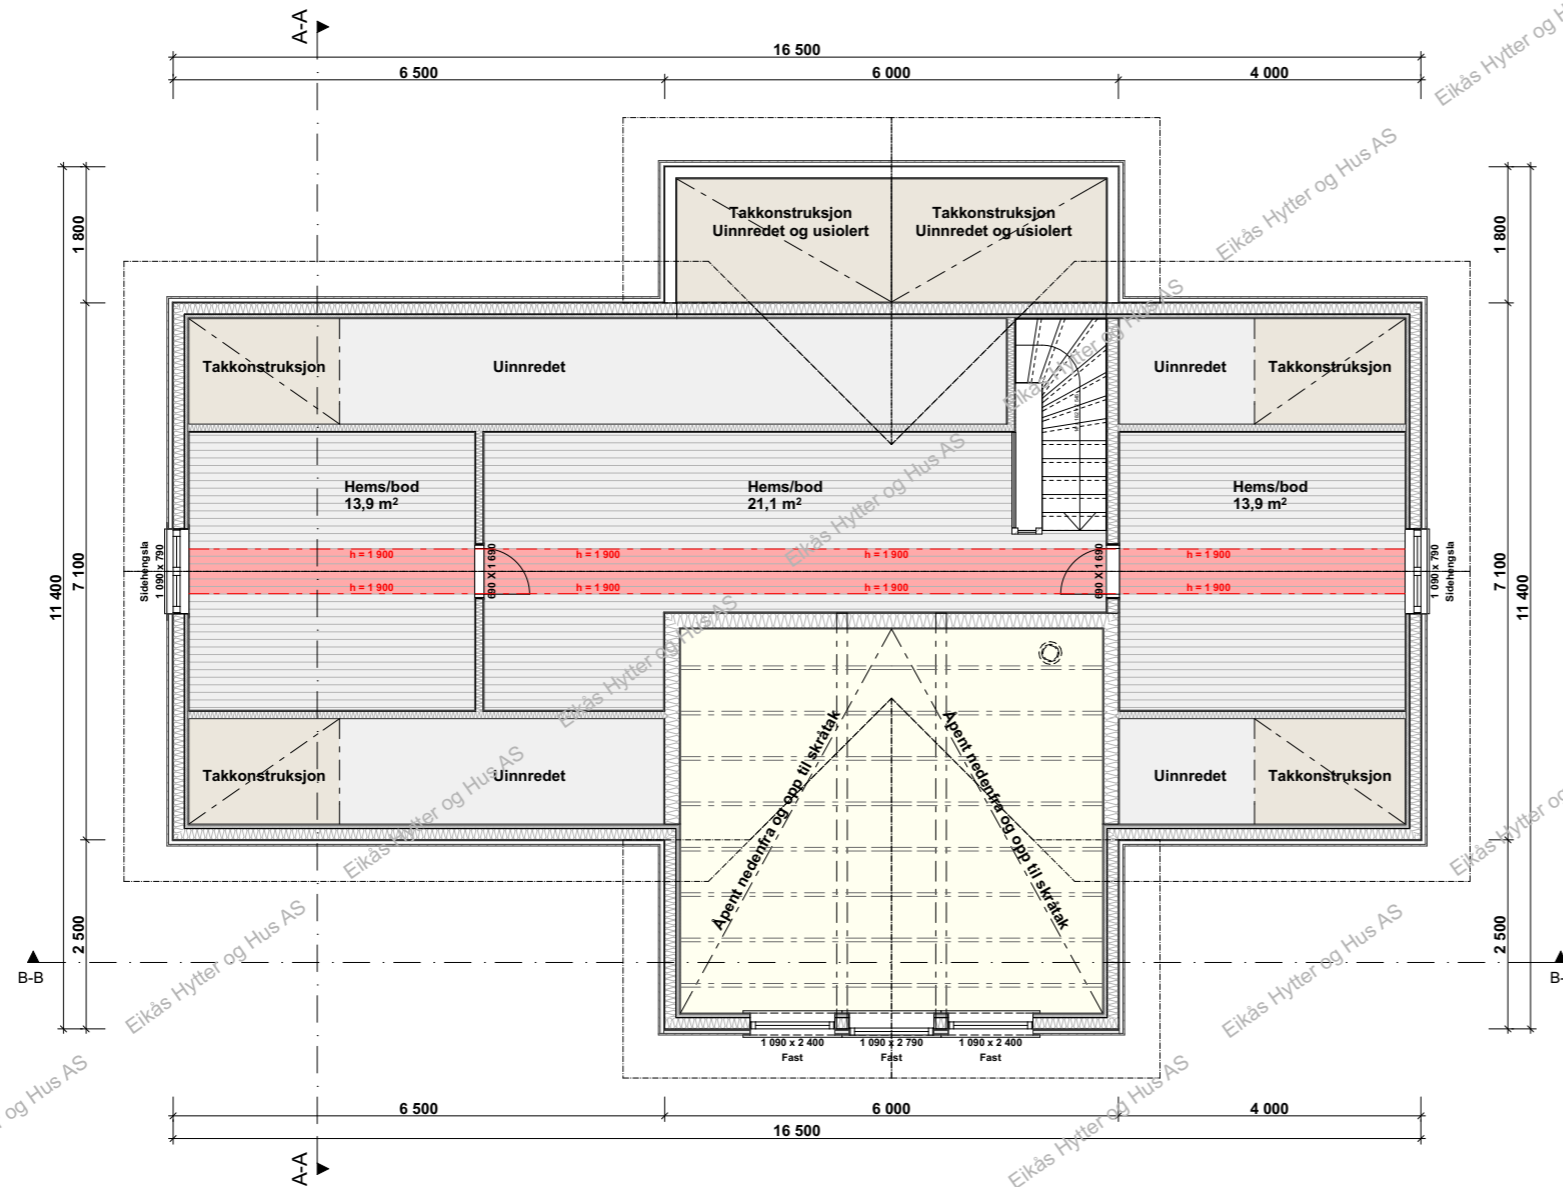 A-A
16 500
6 500
6 000
4 000
Eikås Hytter og Hus AS
Eikås Hytter og Hus AS
1 800
1 800
Takkonstruksjon
Uinnredet og usiolert
Takkonstruksjon
Uinnredet og usiolert
Eikås Hytter og Hus AS
Takkonstruksjon
Uinnredet
Uinnredet
Takkonstruksjon
Hems/bod
13,9 m²
Hems/bod
21,1 m²
Hems/bod
13,9 m²
Eikås Hytter og Hus AS
11 400
7 100
Sidehengsla
1 090 x 790
h = 1 900
h = 1 900
h = 1 900
h = 1 900
h = 1 900
h = 1 900
h = 1 900
h = 1 900
690 X 1 690
690 X 1 690
1 090 x 790
Sidehengsla
7 100
11 400
Eikås Hytter og Hus AS
Takkonstruksjon
Uinnredet
Åpent nedenfra og opp til skråtak
Åpent nedenfra og opp til skråtak
Uinnredet
Takkonstruksjon
Eikås Hytter og Hus AS
Eikås Hytter og
2 500
2 500
B-B
B-
Eikås Hytter og Hus AS
Eikås Hytter og Hus AS
1 090 x 2 400
Fast
1 090 x 2 790
Fast
1 090 x 2 400
Fast
og Hus AS
Eikås Hytter og Hus AS
6 500
6 000
4 000
16 500
A-A